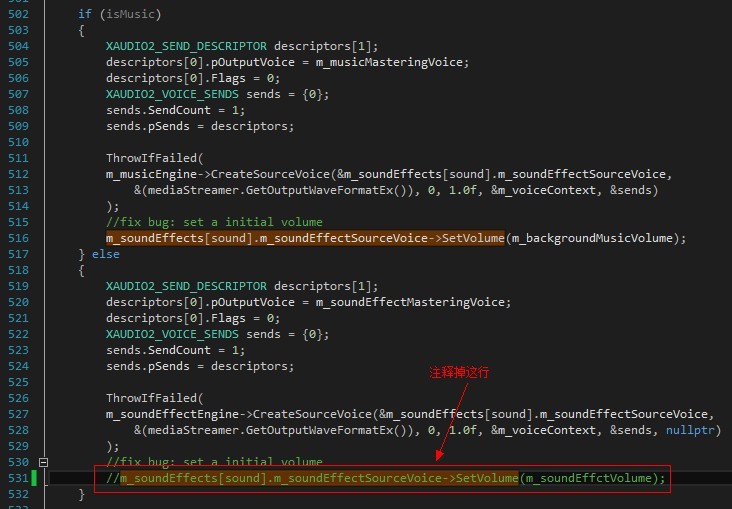 502 if (isMusic)
503 {
504 XAUDIO2_SEND_DESCRIPTOR descriptors[1];
505 descriptors[0].pOutputVoice = m_musicMasteringVoice;
506 descriptors[0].Flags = 0;
507 XAUDIO2_VOICE_SENDS sends = {0};
508 sends.SendCount = 1;
509 sends.pSends = descriptors;
510
511 ThrowIfFailed(
512 m_musicEngine->CreateSourceVoice(&m_soundEffects[sound].m_soundEffectSourceVoice,
513 &(mediaStreamer.GetOutputWaveFormatEx()), 0, 1.0f, &m_voiceContext, &sends)
514 );
515 //fix bug: set a initial volume
516 m_soundEffects[sound].m_soundEffectSourceVoice->SetVolume(m_backgroundMusicVolume);
517 } else
518 {
519 XAUDIO2_SEND_DESCRIPTOR descriptors[1];
520 descriptors[0].pOutputVoice = m_soundEffectMasteringVoice;
521 descriptors[0].Flags = 0;
522 XAUDIO2_VOICE_SENDS sends = {0};
523 sends.SendCount = 1;
524 sends.pSends = descriptors;
525
注释掉这行
526 ThrowIfFailed(
527 m_soundEffectEngine->CreateSourceVoice(&m_soundEffects[sound].m_soundEffectSourceVoice,
528 &(mediaStreamer.GetOutputWaveFormatEx()), 0, 1.0f, &m_voiceContext, &sends, nullptr)
529 );
530 //fix bug: set a initial volume
531 //m_soundEffects[sound].m_soundEffectSourceVoice->SetVolume(m_soundEffctVolume);
532 }